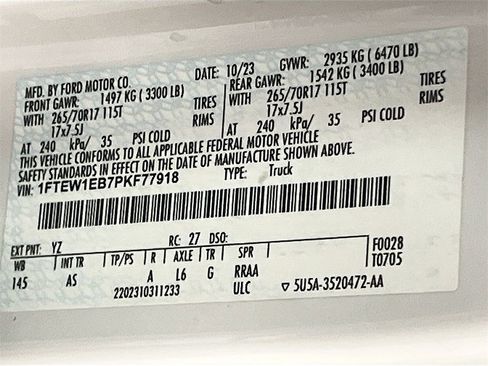 MFD. BY FORD MOTOR CO.
DATE: 10/23 GVWR: 2935 KG ( 6470 LB)
FRONT GAWR: 1497 KG ( 3300 LB) REAR GAWR: 1542 KG ( 3400 LB)
WITH 265/70R17 115T TIRES WITH 265/70R17 115T TIRES
17x7.5J RIMS 17x7.5J RIMS
AT 240 kPa/ 35 PSI COLD AT 240 kPa/ 35 PSI COLD
THIS VEHICLE CONFORMS TO ALL APPLICABLE FEDERAL MOTOR VEHICLE
SAFETY STANDARDS IN EFFECT ON THE DATE OF MANUFACTURE SHOWN ABOVE.
VIN: 1FTEW1EB7PKF77918 TYPE: Truck
EXT PNT: YZ RC: 27 DSO: F0028
WB INT TR TP/PS R AXLE TR SPR T0705
145 AS A L6 G RRAA
2202310311233 ULC ▽ 5U5A-3520472-AA